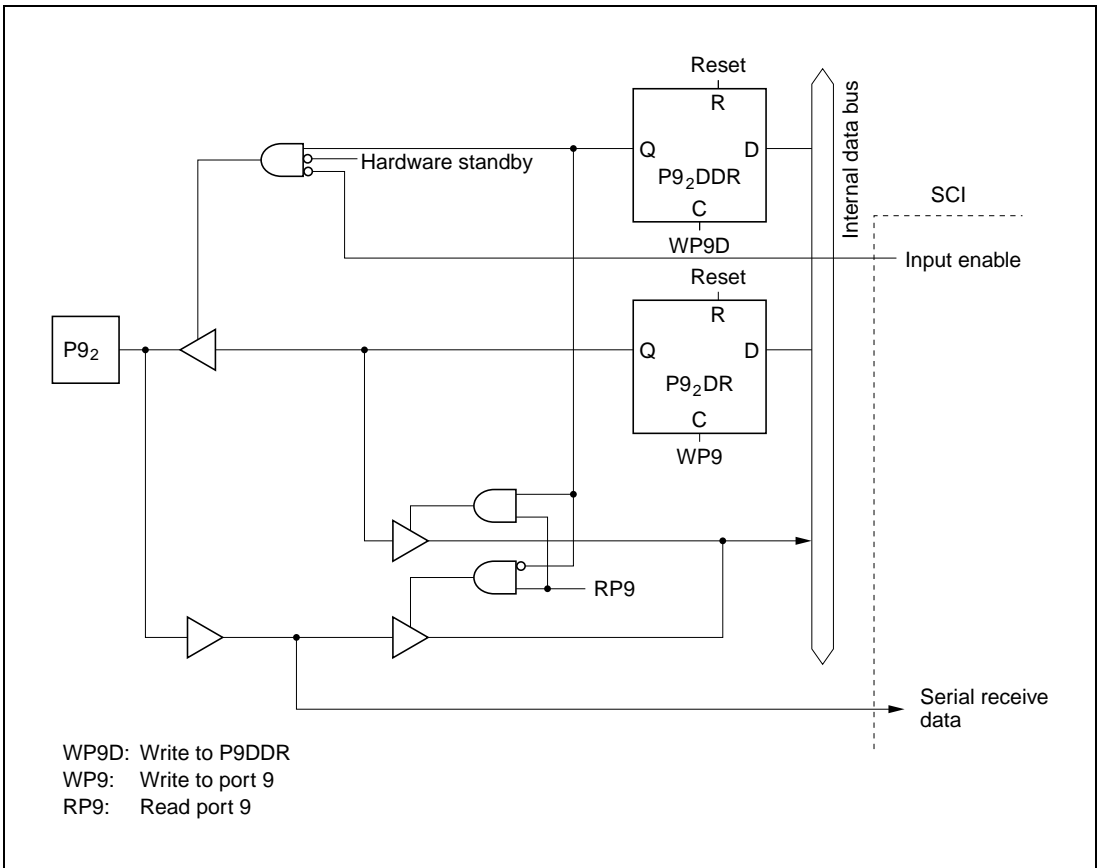 Reset
R
Hardware standby
Q
D
P9₂DDR
C
WP9D
Internal data bus
SCI
Input enable
Reset
R
P9₂
Q
D
P9₂DR
C
WP9
RP9
Serial receive
data
WP9D: Write to P9DDR
WP9: Write to port 9
RP9: Read port 9